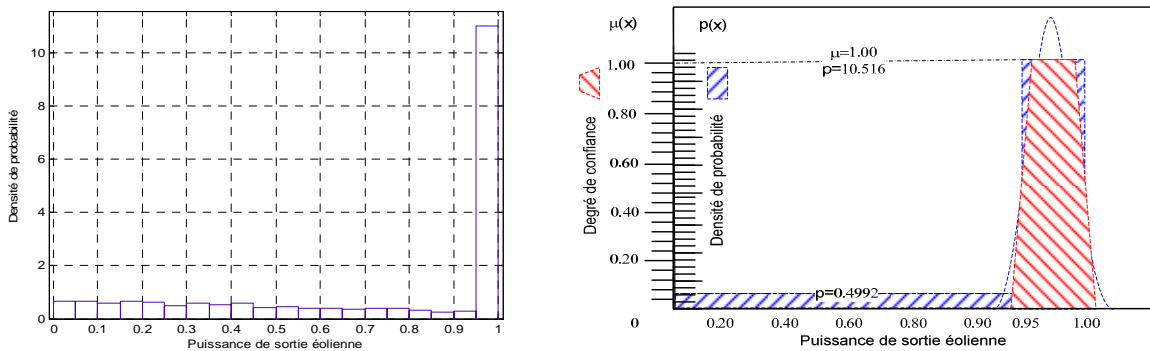 Densité de probabilité
10
8
6
4
2
0
0 0.1 0.2 0.3 0.4 0.5 0.6 0.7 0.8 0.9 1
Puissance de sortie éolienne
μ(x) p(x)
μ=1.00
p=10.516
1.00
0.80
0.60
0.40
0.20
Degré de confiance
Densité de probabilité
p=0.4992
0 0.20 0.40 0.60 0.80 0.90 0.95 1.00
Puissance de sortie éolienne